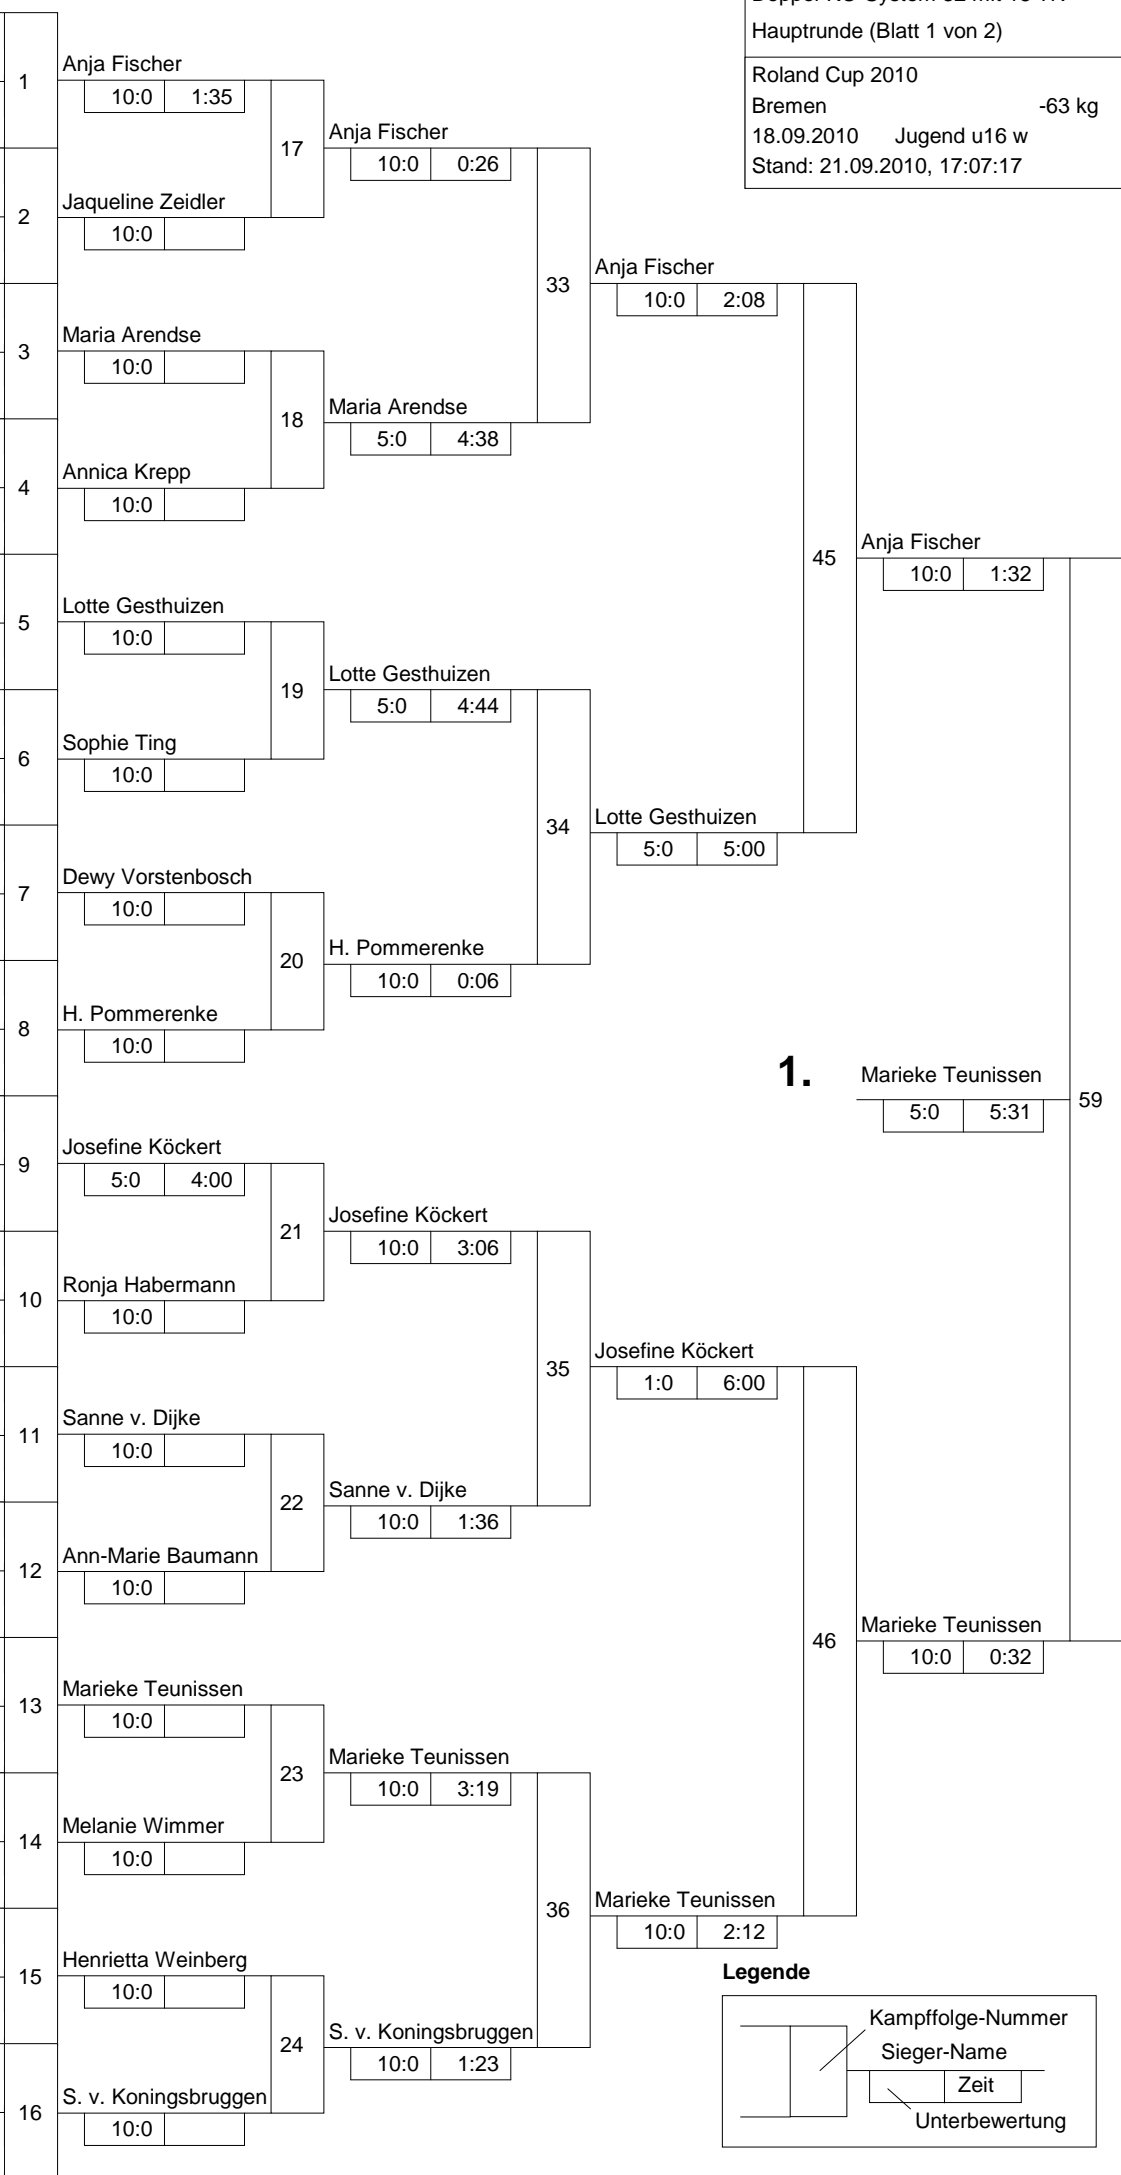 Hauptrunde (Blatt 1 von 2)
Roland Cup 2010
Bremen -63 kg
18.09.2010 Jugend u16 w
Stand: 21.09.2010, 17:07:17
1
Anja Fischer
10:0 1:35
17
Anja Fischer
10:0 0:26
2
Jaqueline Zeidler
10:0
33
Anja Fischer
10:0 2:08
3
Maria Arendse
10:0
18
Maria Arendse
5:0 4:38
4
Annica Krepp
10:0
45
Anja Fischer
10:0 1:32
5
Lotte Gesthuizen
10:0
19
Lotte Gesthuizen
5:0 4:44
6
Sophie Ting
10:0
34
Lotte Gesthuizen
5:0 5:00
7
Dewy Vorstenbosch
10:0
20
H. Pommerenke
10:0 0:06
8
H. Pommerenke
10:0
1.
Marieke Teunissen
5:0 5:31
59
9
Josefine Köckert
5:0 4:00
21
Josefine Köckert
10:0 3:06
10
Ronja Habermann
10:0
35
Josefine Köckert
1:0 6:00
11
Sanne v. Dijke
10:0
22
Sanne v. Dijke
10:0 1:36
12
Ann-Marie Baumann
10:0
46
Marieke Teunissen
10:0 0:32
13
Marieke Teunissen
10:0
23
Marieke Teunissen
10:0 3:19
14
Melanie Wimmer
10:0
36
Marieke Teunissen
10:0 2:12
15
Henrietta Weinberg
10:0
24
S. v. Koningsbruggen
10:0 1:23
16
S. v. Koningsbruggen
10:0
Legende
Kampffolge-Nummer
Sieger-Name
Zeit
Unterbewertung